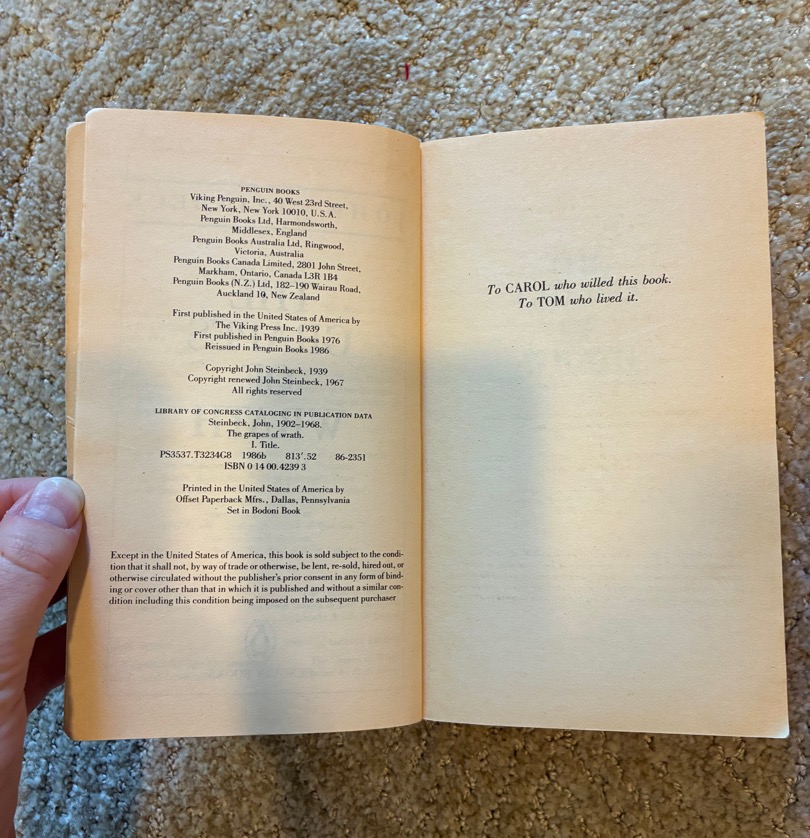 PENGUIN BOOKS
Viking Penguin, Inc., 40 West 23rd Street,
New York, New York 10010, U.S.A.
Penguin Books Ltd, Harmondsworth,
Middlesex, England
Penguin Books Australia Ltd, Ringwood,
Victoria, Australia
Penguin Books Canada Limited, 2801 John Street,
Markham, Ontario, Canada L3R 1B4
Penguin Books (N.Z.) Ltd, 182–190 Wairau Road,
Auckland 10, New Zealand
First published in the United States of America by
The Viking Press Inc. 1939
First published in Penguin Books 1976
Reissued in Penguin Books 1986
Copyright John Steinbeck, 1939
Copyright renewed John Steinbeck, 1967
All rights reserved
LIBRARY OF CONGRESS CATALOGING IN PUBLICATION DATA
Steinbeck, John, 1902–1968.
The grapes of wrath.
I. Title.
PS3537.T3234G8 1986b 813'.52 86-2351
ISBN 0 14 00.4239 3
Printed in the United States of America by
Offset Paperback Mfrs., Dallas, Pennsylvania
Set in Bodoni Book
Except in the United States of America, this book is sold subject to the condi-
tion that it shall not, by way of trade or otherwise, be lent, re-sold, hired out, or
otherwise circulated without the publisher's prior consent in any form of bind-
ing or cover other than that in which it is published and without a similar con-
dition including this condition being imposed on the subsequent purchaser
To CAROL who willed this book.
To TOM who lived it.